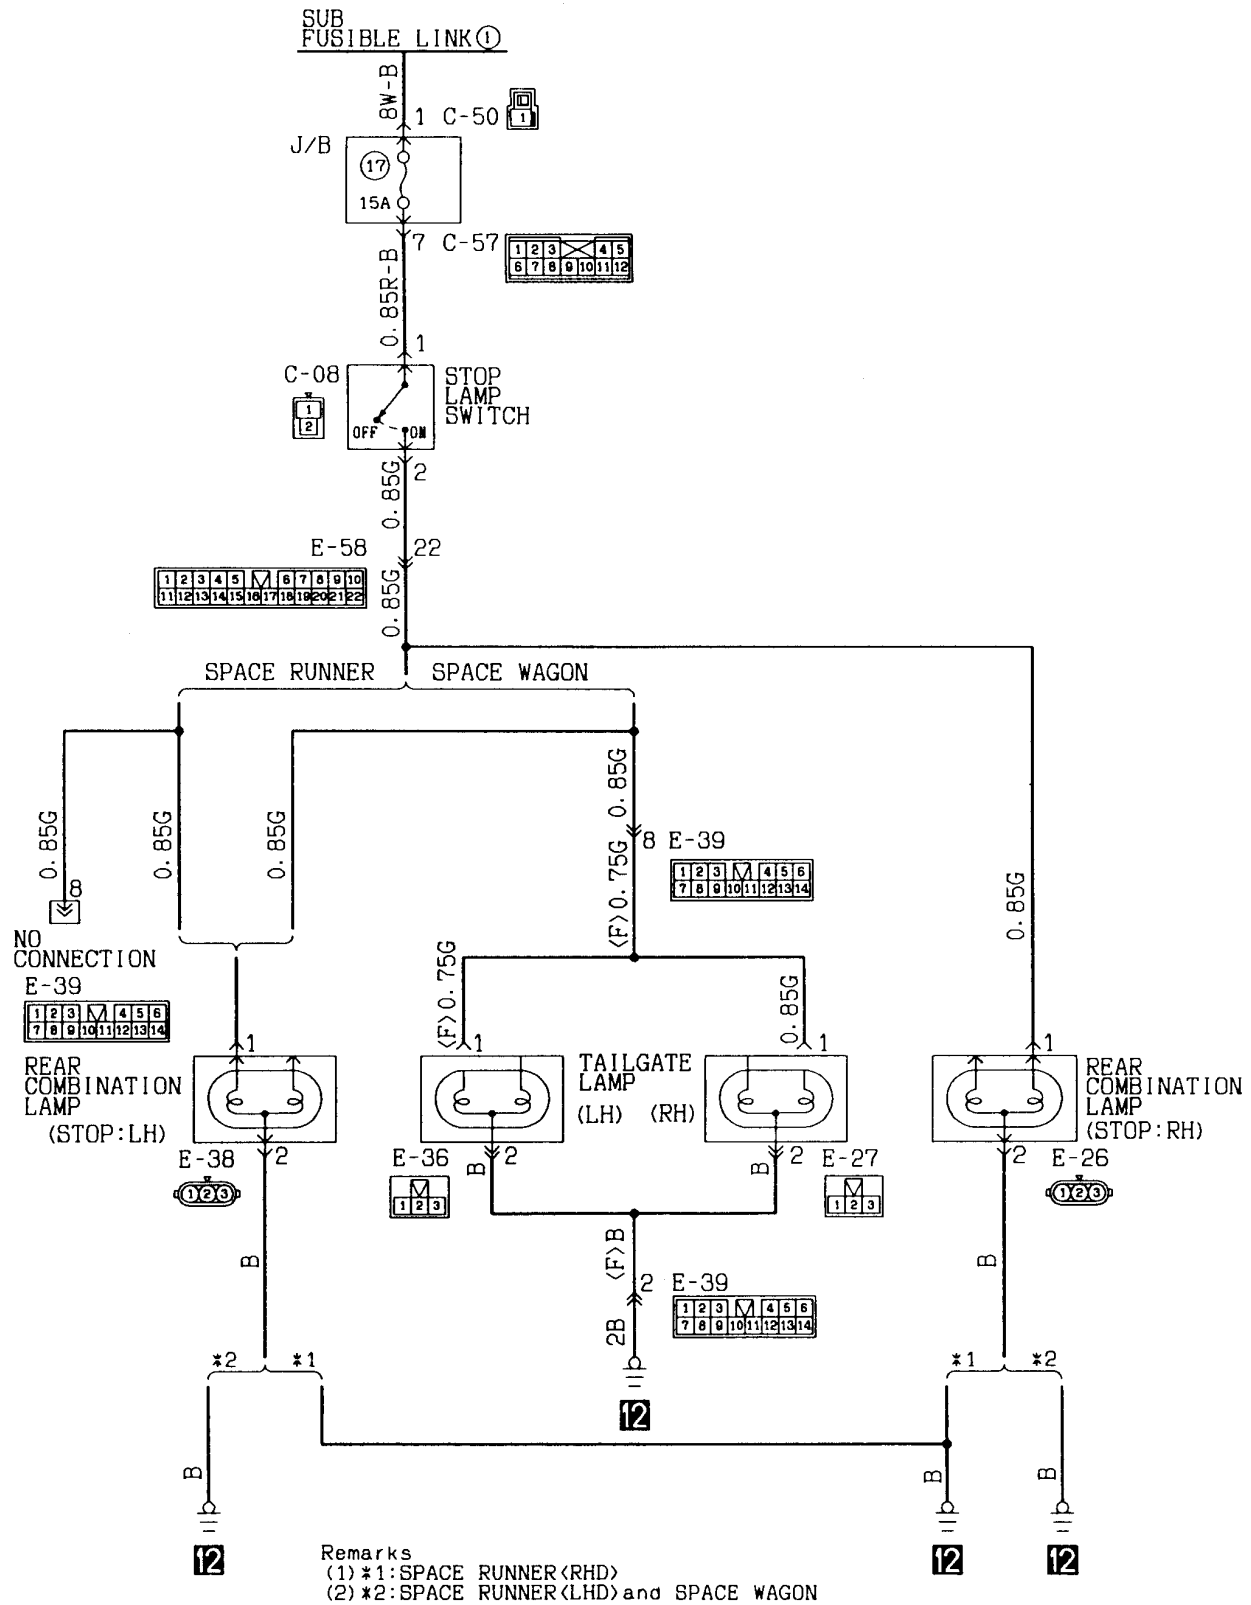 SUB
FUSIBLE LINK①
8W-B
1 C-50
1
J/B
17
15A
7 C-57
1 2 3 4 5
6 7 8 9 10 11 12
0.85R-B
1
C-08
1
2
STOP
LAMP
SWITCH
OFF ON
2
0.85G
E-58 22
1 2 3 4 5 6 7 8 9 10
11 12 13 14 15 16 17 18 19 20 21 22
0.85G
SPACE RUNNER SPACE WAGON
0.85G
0.85G
0.85G
0.85G
8 E-39
1 2 3 4 5 6
7 8 9 10 11 12 13 14
<F>0.75G
0.85G
8
NO
CONNECTION
E-39
1 2 3 4 5 6
7 8 9 10 11 12 13 14
<F>0.75G
0.85G
1
1
1
1
REAR
COMBINATION
LAMP
(STOP:LH)
TAILGATE
LAMP
(LH) (RH)
REAR
COMBINATION
LAMP
(STOP:RH)
2
E-38
1 2 3
E-36
1 2 3
B 2
B 2
E-27
1 2 3
2
E-26
1 2 3
B
<F>B
2 E-39
1 2 3 4 5 6
7 8 9 10 11 12 13 14
2B
B
12
*2 *1
*1 *2
B
B
B
12
12
12
Remarks
(1)*1:SPACE RUNNER<RHD>
(2)*2:SPACE RUNNER<LHD>and SPACE WAGON